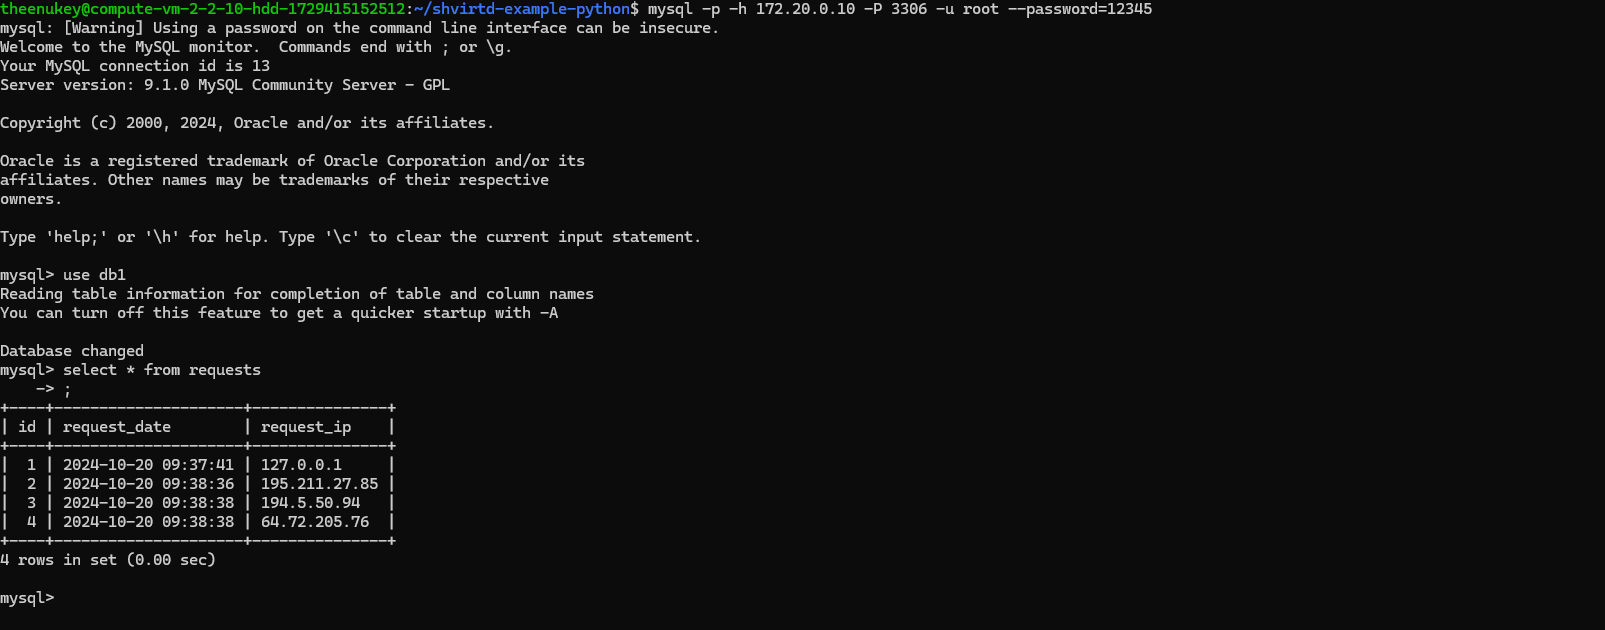 theenukey@compute-vm-2-2-10-hdd-1729415152512:~/shvirtd-example-python$ mysql -p -h 172.20.0.10 -P 3306 -u root --password=12345
mysql: [Warning] Using a password on the command line interface can be insecure.
Welcome to the MySQL monitor.  Commands end with ; or \g.
Your MySQL connection id is 13
Server version: 9.1.0 MySQL Community Server - GPL

Copyright (c) 2000, 2024, Oracle and/or its affiliates.

Oracle is a registered trademark of Oracle Corporation and/or its
affiliates. Other names may be trademarks of their respective
owners.

Type 'help;' or '\h' for help. Type '\c' to clear the current input statement.

mysql> use db1
Reading table information for completion of table and column names
You can turn off this feature to get a quicker startup with -A

Database changed
mysql> select * from requests
    -> ;
+----+---------------------+---------------+
| id | request_date        | request_ip    |
+----+---------------------+---------------+
|  1 | 2024-10-20 09:37:41 | 127.0.0.1     |
|  2 | 2024-10-20 09:38:36 | 195.211.27.85 |
|  3 | 2024-10-20 09:38:38 | 194.5.50.94   |
|  4 | 2024-10-20 09:38:38 | 64.72.205.76  |
+----+---------------------+---------------+
4 rows in set (0.00 sec)

mysql>